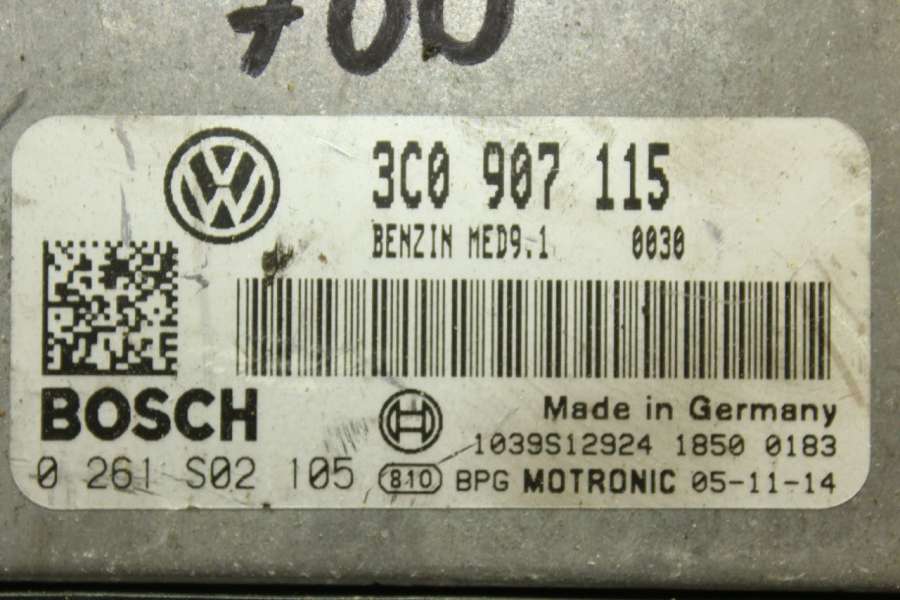 700
3C0 907 115
BENZIN MED9.1 0030
BOSCH
Made in Germany
1039S12924 1850 0183
0 261 S02 105
810 BPG MOTRONIC 05-11-14